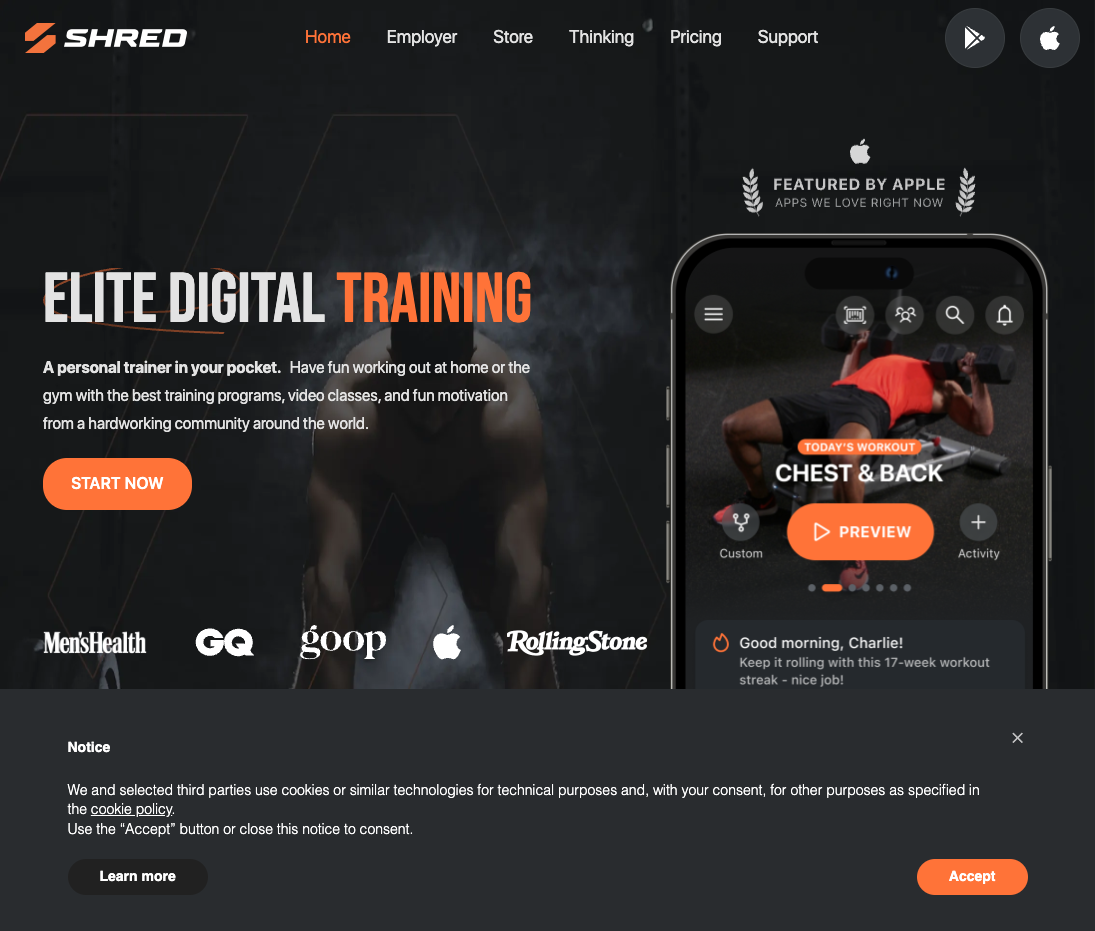 SHRED
Home
Employer
Store
Thinking
Pricing
Support
FEATURED BY APPLE
APPS WE LOVE RIGHT NOW
ELITE DIGITAL TRAINING
A personal trainer in your pocket. Have fun working out at home or the
gym with the best training programs, video classes, and fun motivation
from a hardworking community around the world.
START NOW
Men'sHealth
GQ
goop
RollingStone
TODAY'S WORKOUT
CHEST & BACK
PREVIEW
Custom
Activity
Good morning, Charlie!
Keep it rolling with this 17-week workout
streak - nice job!
Notice
×
We and selected third parties use cookies or similar technologies for technical purposes and, with your consent, for other purposes as specified in
the cookie policy.
Use the “Accept” button or close this notice to consent.
Learn more
Accept